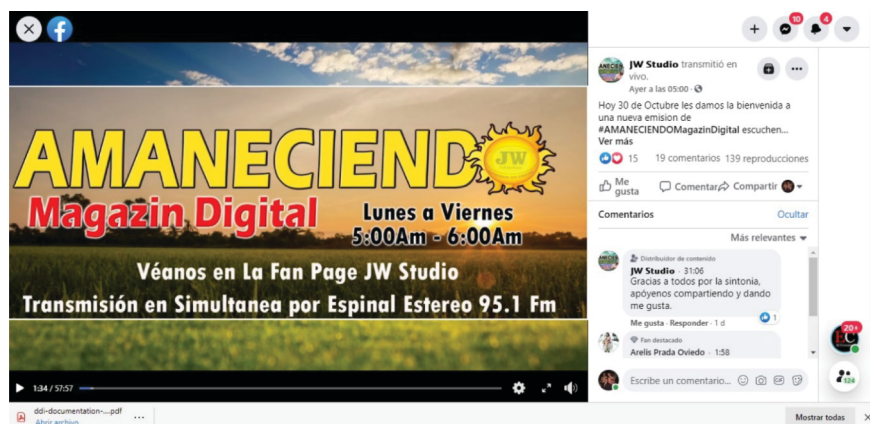 AMANECIENDO
JW
Magazin Digital
Lunes a Viernes
5:00Am - 6:00Am
Véanos en La Fan Page JW Studio
Transmisión en Simultanea por Espinal Estereo 95.1 Fm
1:34 / 57:57
10
4
JW Studio transmitió en
vivo.
Ayer a las 05:00
Hoy 30 de Octubre les damos la bienvenida a
una nueva emision de
#AMANECIENDOMagazinDigital escuchen...
Ver más
15 19 comentarios 139 reproducciones
Me
gusta
Comentar
Compartir
Comentarios
Ocultar
Más relevantes
Distribuidor de contenido
JW Studio · 31:06
Gracias a todos por la sintonia,
apóyenos compartiendo y dando
me gusta.
1
Me gusta · Responder · 1 d
Fan destacado
Arelis Prada Oviedo · 1:58
Escribe un comentario...
GIF
20+
EC
124
ddi-documentation-....pdf
Abrir archivo
Mostrar todas